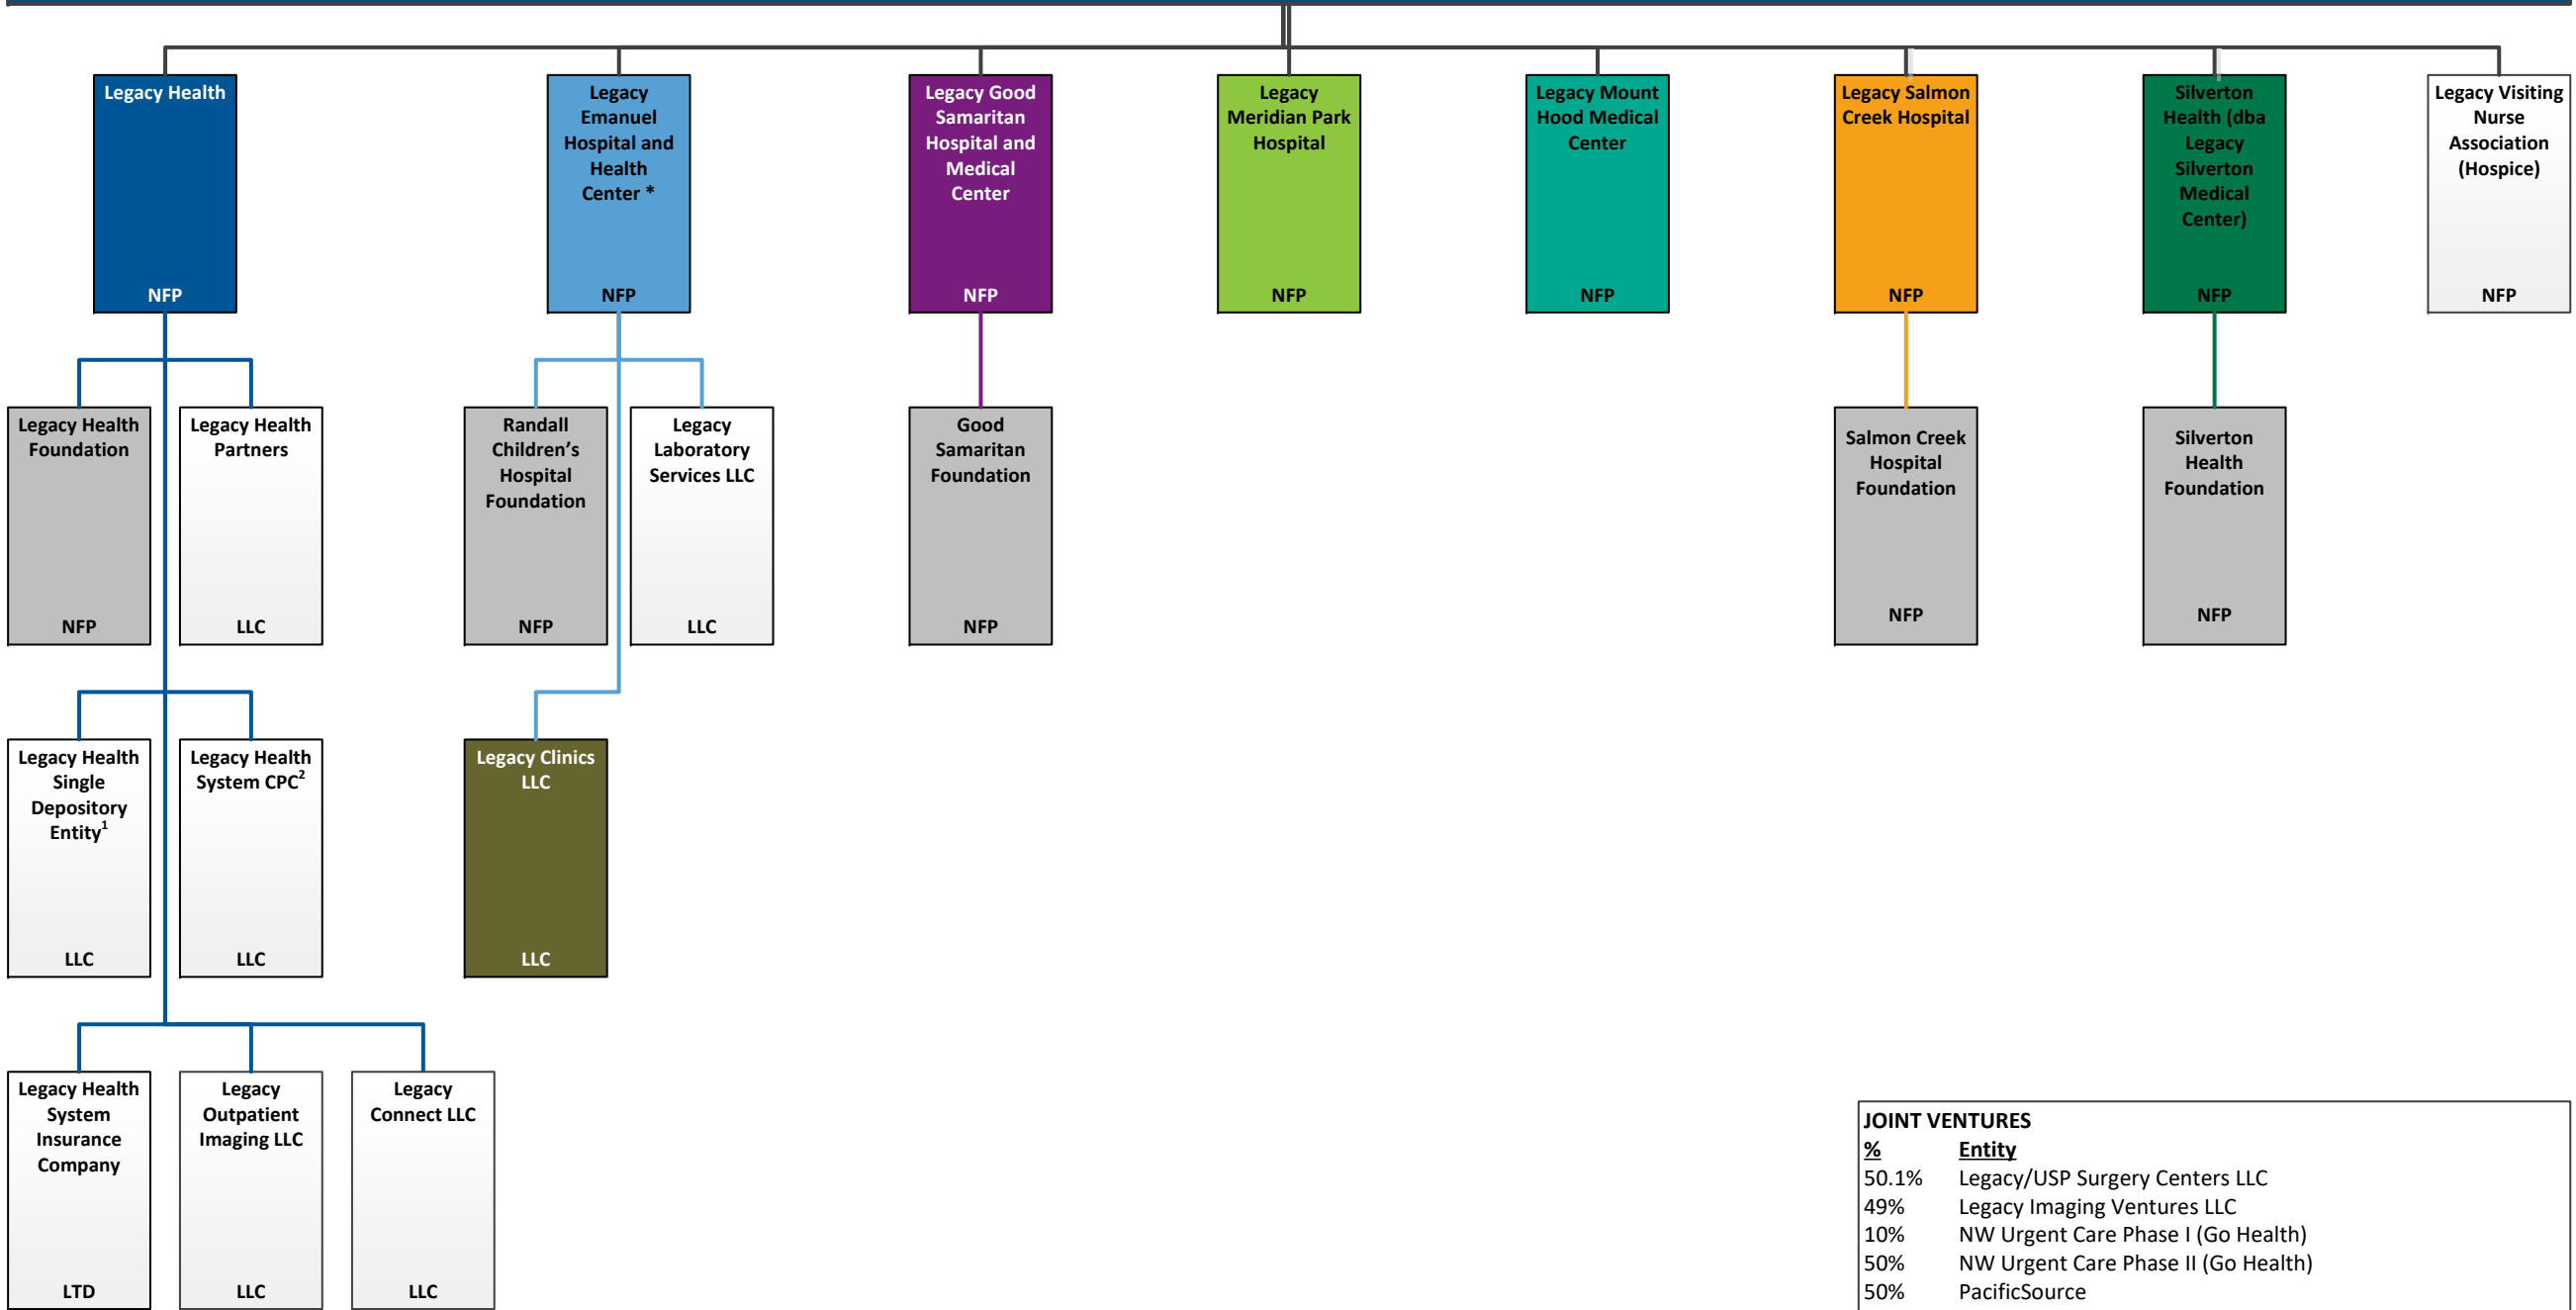 Legacy Health
NFP
Legacy
Emanuel
Hospital and
Health
Center *
NFP
Legacy Good
Samaritan
Hospital and
Medical
Center
NFP
Legacy
Meridian Park
Hospital
NFP
Legacy Mount
Hood Medical
Center
NFP
Legacy Salmon
Creek Hospital
NFP
Silverton
Health (dba
Legacy
Silverton
Medical
Center)
NFP
Legacy Visiting
Nurse
Association
(Hospice)
NFP
Legacy Health
Foundation
NFP
Legacy Health
Partners
LLC
Randall
Children’s
Hospital
Foundation
NFP
Legacy
Laboratory
Services LLC
LLC
Good
Samaritan
Foundation
NFP
Salmon Creek
Hospital
Foundation
NFP
Silverton
Health
Foundation
NFP
Legacy Health
Single
Depository
Entity1
LLC
Legacy Health
System CPC2
LLC
Legacy Clinics
LLC
LLC
Legacy Health
System
Insurance
Company
LTD
Legacy
Outpatient
Imaging LLC
LLC
Legacy
Connect LLC
LLC
JOINT VENTURES
% Entity
50.1% Legacy/USP Surgery Centers LLC
49% Legacy Imaging Ventures LLC
10% NW Urgent Care Phase I (Go Health)
50% NW Urgent Care Phase II (Go Health)
50% PacificSource